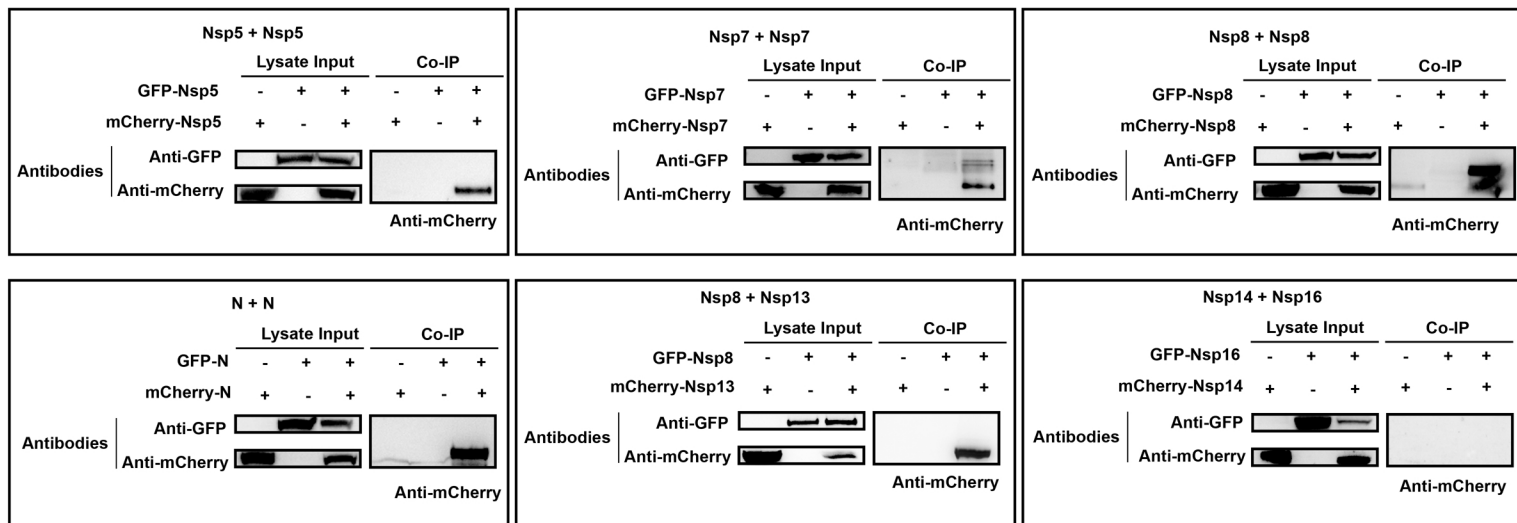 Nsp5 + Nsp5
Lysate Input Co-IP
GFP-Nsp5 - + + - + +
mCherry-Nsp5 + - + + - +
Antibodies
Anti-GFP
Anti-mCherry
Anti-mCherry
Nsp7 + Nsp7
Lysate Input Co-IP
GFP-Nsp7 - + + - + +
mCherry-Nsp7 + - + + - +
Antibodies
Anti-GFP
Anti-mCherry
Anti-mCherry
Nsp8 + Nsp8
Lysate Input Co-IP
GFP-Nsp8 - + + - + +
mCherry-Nsp8 + - + + - +
Antibodies
Anti-GFP
Anti-mCherry
Anti-mCherry
N + N
Lysate Input Co-IP
GFP-N - + + - + +
mCherry-N + - + + - +
Antibodies
Anti-GFP
Anti-mCherry
Anti-mCherry
Nsp8 + Nsp13
Lysate Input Co-IP
GFP-Nsp8 - + + - + +
mCherry-Nsp13 + - + + - +
Antibodies
Anti-GFP
Anti-mCherry
Anti-mCherry
Nsp14 + Nsp16
Lysate Input Co-IP
GFP-Nsp16 - + + - + +
mCherry-Nsp14 + - + + - +
Antibodies
Anti-GFP
Anti-mCherry
Anti-mCherry